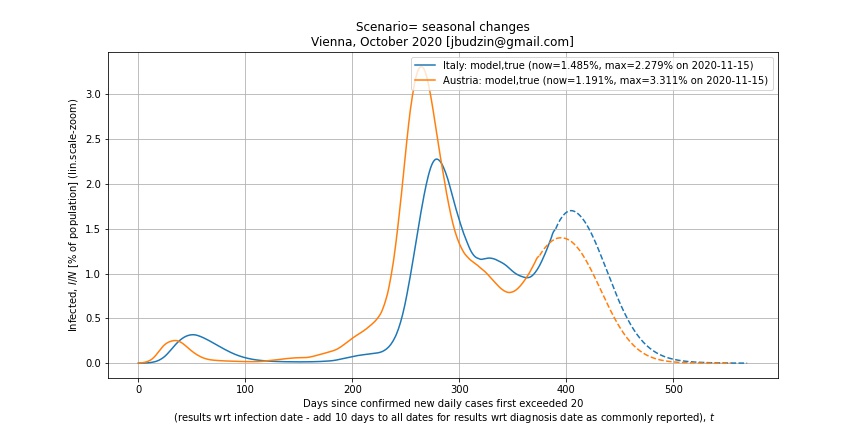 Scenario= seasonal changes
Vienna, October 2020 [jbudzin@gmail.com]
Italy: model,true (now=1.485%, max=2.279% on 2020-11-15)
Austria: model,true (now=1.191%, max=3.311% on 2020-11-15)
Infected, I/N [% of population] (lin.scale-zoom)
3.0
2.5
2.0
1.5
1.0
0.5
0.0
0
100
200
300
400
500
Days since confirmed new daily cases first exceeded 20
(results wrt infection date - add 10 days to all dates for results wrt diagnosis date as commonly reported), t